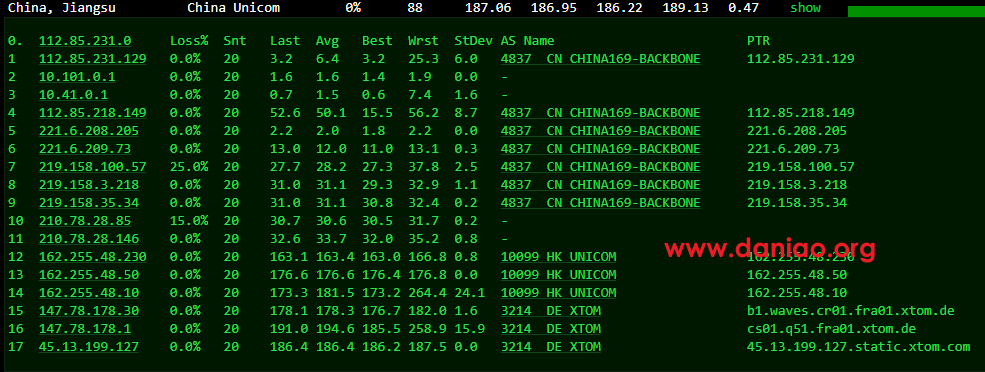 China, Jiangsu China Unicom 0% 88 187.06 186.95 186.22 189.13 0.47 show
0. 112.85.231.0 Loss% Snt Last Avg Best Wrst StDev AS Name PTR
1 112.85.231.129 0.0% 20 3.2 6.4 3.2 25.3 6.0 4837 CN CHINA169-BACKBONE 112.85.231.129
2 10.101.0.1 0.0% 20 1.6 1.6 1.4 1.9 0.0 -
3 10.41.0.1 0.0% 20 0.7 1.5 0.6 7.4 1.6 -
4 112.85.218.149 0.0% 20 52.6 50.1 15.5 56.2 8.7 4837 CN CHINA169-BACKBONE 112.85.218.149
5 221.6.208.205 0.0% 20 2.2 2.0 1.8 2.2 0.0 4837 CN CHINA169-BACKBONE 221.6.208.205
6 221.6.209.73 0.0% 20 13.0 12.0 11.0 13.1 0.3 4837 CN CHINA169-BACKBONE 221.6.209.73
7 219.158.100.57 25.0% 20 27.7 28.2 27.3 37.8 2.5 4837 CN CHINA169-BACKBONE 219.158.100.57
8 219.158.3.218 0.0% 20 31.0 31.1 29.3 32.9 1.1 4837 CN CHINA169-BACKBONE 219.158.3.218
9 219.158.35.34 0.0% 20 31.0 31.1 30.8 32.4 0.2 4837 CN CHINA169-BACKBONE 219.158.35.34
10 210.78.28.85 15.0% 20 30.7 30.6 30.5 31.7 0.2 -
11 210.78.28.146 0.0% 20 32.6 33.7 32.0 35.2 0.8 -
www.daniao.org
12 162.255.48.230 0.0% 20 163.1 163.4 163.0 166.8 0.8 10099 HK UNICOM 162.255.48.230
13 162.255.48.50 0.0% 20 176.6 176.6 176.4 176.8 0.0 10099 HK UNICOM 162.255.48.50
14 162.255.48.10 0.0% 20 173.3 181.5 173.2 264.4 24.1 10099 HK UNICOM 162.255.48.10
15 147.78.178.30 0.0% 20 178.1 178.3 176.7 182.0 1.6 3214 DE XTOM b1.waves.cr01.fra01.xtom.de
16 147.78.178.1 0.0% 20 191.0 194.6 185.5 258.9 15.9 3214 DE XTOM cs01.q51.fra01.xtom.de
17 45.13.199.127 0.0% 20 186.4 186.4 186.2 187.5 0.0 3214 DE XTOM 45.13.199.127.static.xtom.com